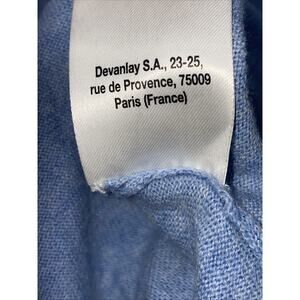 Devanlay S.A., 23-25,
rue de Provence, 75009
Paris (France)